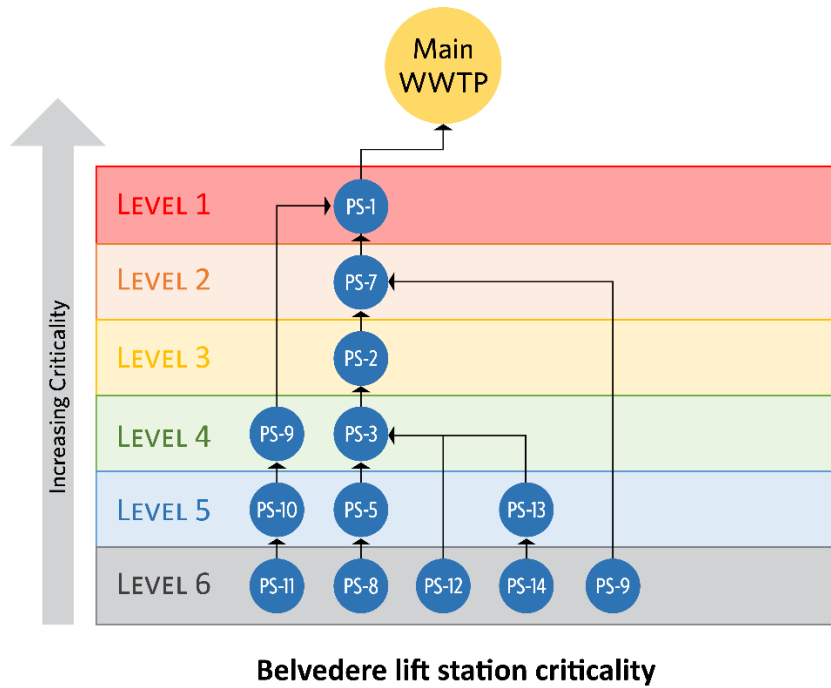 Main
WWTP
LEVEL 1
PS-1
LEVEL 2
PS-7
LEVEL 3
PS-2
LEVEL 4
PS-9
PS-3
LEVEL 5
PS-10
PS-5
PS-13
LEVEL 6
PS-11
PS-8
PS-12
PS-14
PS-9
Increasing Criticality
Belvedere lift station criticality